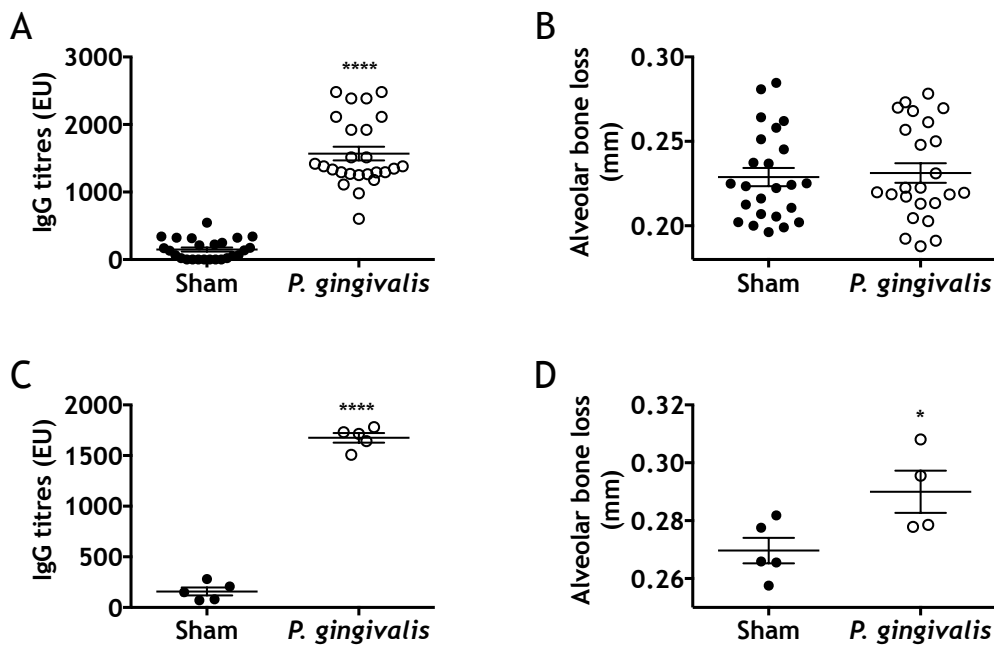 A
IgG titres (EU)
3000
2000
1000
0
****
Sham
P. gingivalis
B
Alveolar bone loss
(mm)
0.30
0.25
0.20
Sham
P. gingivalis
C
IgG titres (EU)
2000
1500
1000
500
0
****
Sham
P. gingivalis
D
Alveolar bone loss
(mm)
0.32
0.30
0.28
0.26
*
Sham
P. gingivalis